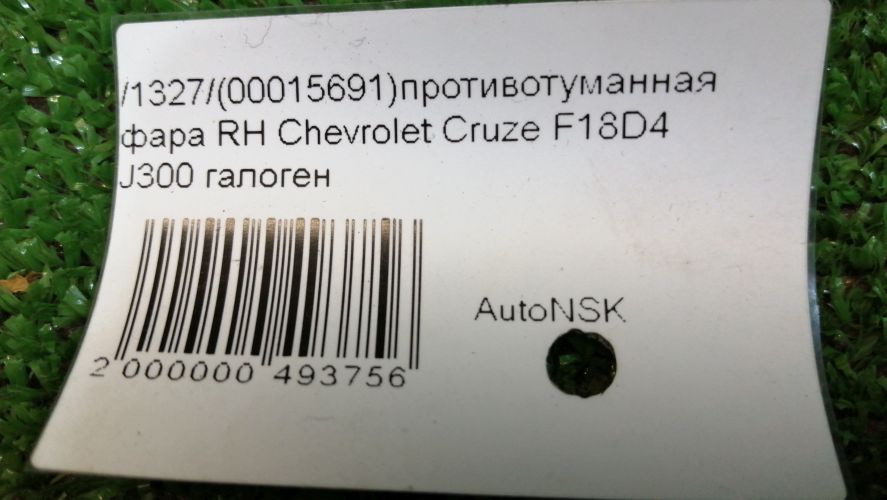 /1327/(00015691)противотуманная
фара RH Chevrolet Cruze F18D4
J300 галоген
AutoNSK
2 000000 493756